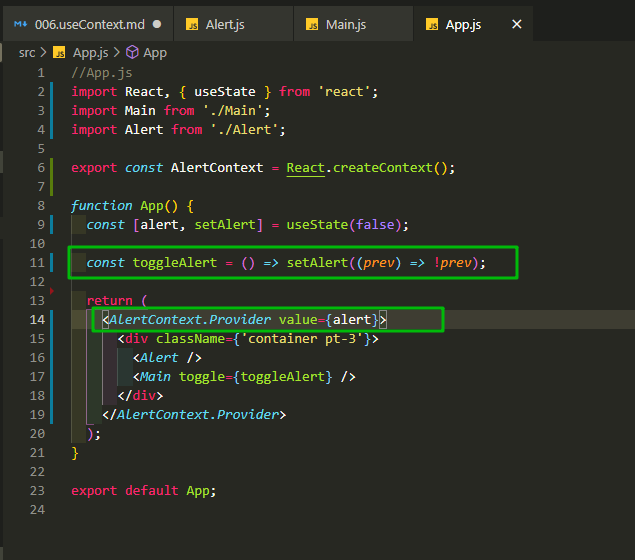 006.useContext.md
Alert.js
Main.js
App.js
src > App.js > App
1 //App.js
2 import React, { useState } from 'react';
3 import Main from './Main';
4 import Alert from './Alert';
5
6 export const AlertContext = React.createContext();
7
8 function App() {
9 const [alert, setAlert] = useState(false);
10
11 const toggleAlert = () => setAlert((prev) => !prev);
12
13 return (
14 <AlertContext.Provider value={alert}>
15 <div className={'container pt-3'}>
16 <Alert />
17 <Main toggle={toggleAlert} />
18 </div>
19 </AlertContext.Provider>
20 );
21 }
22
23 export default App;
24